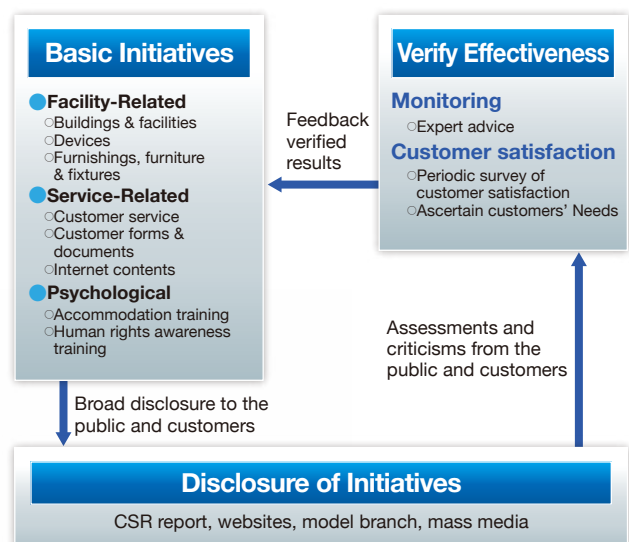 Basic Initiatives
●Facility-Related
○Buildings & facilities
○Devices
○Furnishings, furniture
& fixtures
●Service-Related
○Customer service
○Customer forms &
documents
○Internet contents
●Psychological
○Accommodation training
○Human rights awareness
training
Feedback
verified
results
Verify Effectiveness
Monitoring
○Expert advice
Customer satisfaction
○Periodic survey of
customer satisfaction
○Ascertain customers’ Needs
Broad disclosure to the
public and customers
Assessments and
criticisms from the
public and customers
Disclosure of Initiatives
CSR report, websites, model branch, mass media